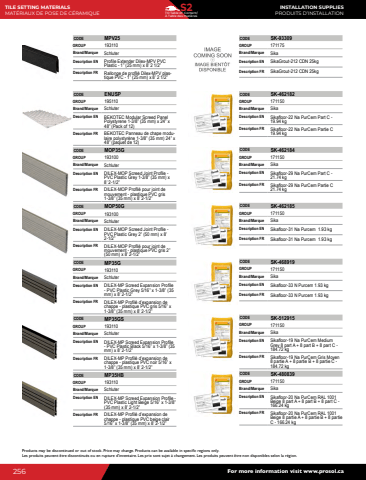 TILE SETTING MATERIALS
MATÉRIAUX DE POSE DE CÉRAMIQUE
S2
INSTALLATION SUPPLIES
PRODUITS D'INSTALLATION
CODE MPV25
GROUP 193110
Brand/Marque Schluter
Description EN Profile Extender Dilex-MPV PVC
Plastic - 1" (25 mm) x 8' 2 1/2"
Description FR Rallonge de profilé Dilex-MPV plas-
tique PVC - 1" (25 mm) x 8' 2 1/2"
CODE ENUSP
GROUP
Brand/Marque Schluter
Description EN BEKOTEC Modular Screed Panel
Polystyrene 1-3/8" (35 mm) x 24" x
48" (Pack of 12)
Description FR BEKOTEC Panneau de chape modu-
laire polystyrène 1-3/8" (35 mm) 24" x
48" (paquet de 12)
CODE MOP35G
GROUP 193100
Brand/Marque Schluter
Description EN DILEX-MOP Screed Joint Profile -
PVC Plastic Grey 1-3/8" (35 mm) x
8' 2-1/2"
Description FR DILEX-MOP Profilé pour joint de
mouvement - plastique PVC gris
1-3/8" (35 mm) x 8' 2-1/2"
CODE MOP50G
GROUP 193100
Brand/Marque Schluter
Description EN DILEX-MOP Screed Joint Profile -
PVC Plastic Grey 2" (50 mm) x 8'
2-1/2"
Description FR DILEX-MOP Profilé pour joint de
mouvement - plastique PVC gris 2"
(50 mm) x 8' 2-1/2"
CODE MP35G
GROUP 193110
Brand/Marque Schluter
Description EN DILEX-MP Screed Expansion Profile
- PVC Plastic Grey 5/16" x 1-3/8" (35
mm) x 8' 2-1/2"
Description FR DILEX-MP Profilé d'expansion de
chappe - plastique PVC gris 5/16" x
1-3/8" (35 mm) x 8' 2-1/2"
CODE MP35GS
GROUP 193110
Brand/Marque Schluter
Description EN DILEX-MP Screed Expansion Profile
- PVC Plastic Black 5/16" x 1-3/8" (35
mm) x 8' 2-1/2"
Description FR DILEX-MP Profilé d'expansion de
chappe - plastique PVC noir 5/16" x
1-3/8" (35 mm) x 8' 2-1/2"
CODE MP35HB
GROUP 193110
Brand/Marque Schluter
Description EN DILEX-MP Screed Expansion Profile
- PVC Plastic Light Beige 5/16" x 1-3/8"
(35 mm) x 8' 2-1/2"
Description FR DILEX-MP Profilé d'expansion de
chappe - plastique PVC beige clair
5/16" x 1-3/8" (35 mm) x 8' 2-1/2"
IMAGE
COMING SOON
IMAGE BIENTÔT
DISPONIBLE
CODE SK-93309
GROUP 171175
Brand/Marque Sika
Description EN SikaGrout-212 CDN 25kg
Description FR SikaGrout-212 CDN 25kg
CODE SK-462182
GROUP 171150
Brand/Marque Sika
Description EN Sikafloor-22 Na PurCem Part C -
19.94 kg
Description FR Sikafloor-22 Na PurCem Partie C
19.94 kg
CODE SK-462184
GROUP 171150
Brand/Marque Sika
Description EN Sikafloor-29 Na PurCem Part C -
21.74 kg
Description FR Sikafloor-29 Na PurCem Partie C
21.74 kg
CODE SK-462185
GROUP 171150
Brand/Marque Sika
Description EN Sikafloor-31 Na Purcem 1.93 kg
Description FR Sikafloor-31 Na Purcem 1.93 kg
CODE SK-468919
GROUP 171150
Brand/Marque Sika
Description EN Sikafloor-33 N Purcem 1.93 kg
Description FR Sikafloor-33 N Purcem 1.93 kg
CODE SK-512915
GROUP 171150
Brand/Marque Sika
Description EN Sikafloor-19 Na PurCem Medium
Grey 8 part A + 8 part B + 8 part C -
184.72 kg
Description FR Sikafloor-19 Na PurCem Gris Moyen
8 partie A + 8 partie B + 8 partie C -
184.72 kg
CODE SK-480839
GROUP 171150
Brand/Marque Sika
Description EN Sikafloor-20 Na PurCem RAL 1001
Beige 8 part A + 8 part B + 8 part C -
166.24 kg
Description FR Sikafloor-20 Na PurCem RAL 1001
Beige 8 partie A + 8 partie B + 8 partie
C - 166.24 kg
Products may be discontinued or out of stock. Price may change. Products can be available in specific regions only.
Les produits peuvent être discontinués ou en rupture d'inventaire. Les prix sont sujet à changement. Les produits peuvent être non disponibles selon la région.
256
For more information visit www.prosol.ca